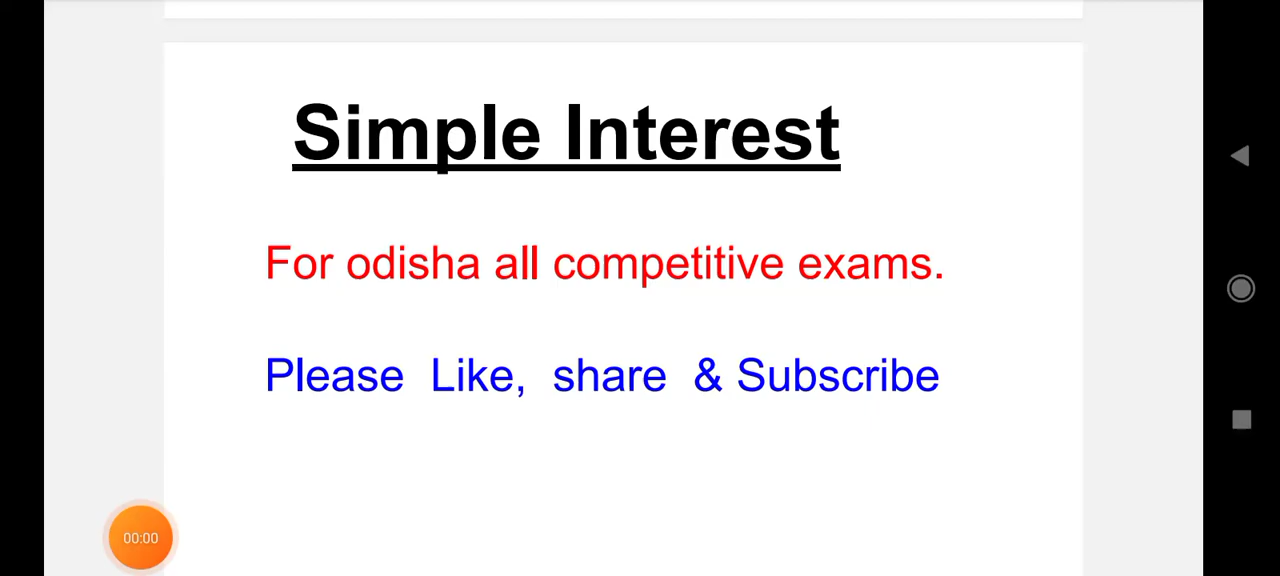 Simple Interest
For odisha all competitive exams.
Please Like, share & Subscribe
00:00